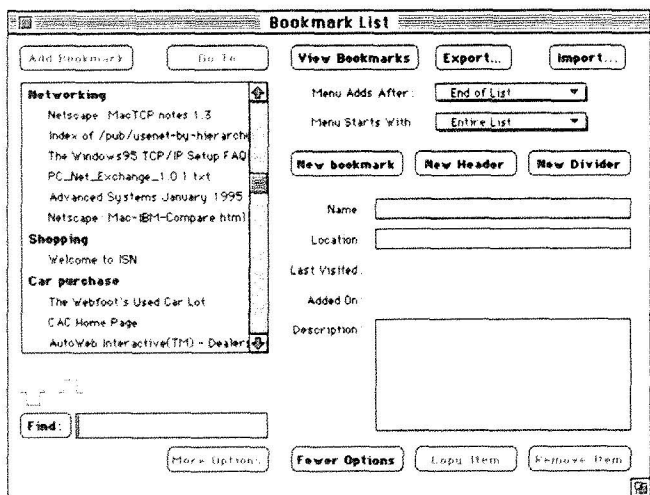 Bookmark List
Add Bookmark
Go To
View Bookmarks
Export...
Import...
Networking
Netscape: MacTCP notes 1.3
Index of /pub/usenet-by-hierarche
The Windows95 TCP/IP Setup FAQ
PC_Net_Exchange_1.0.1.txt
Advanced Systems January 1995
Netscape: Mac-IBM-Compare html
Shopping
Welcome to ISN
Car purchase
The Webfoot's Used Car Lot
CAC Home Page
AutoWeb Interactive(TM) - Dealers
Menu Adds After:
End of List
Menu Starts With
Entire List
New bookmark
New Header
New Divider
Name
Location
Last Visited:
Added On:
Description
Find:
More Options
Fewer Options
Copy Item
Remove Item